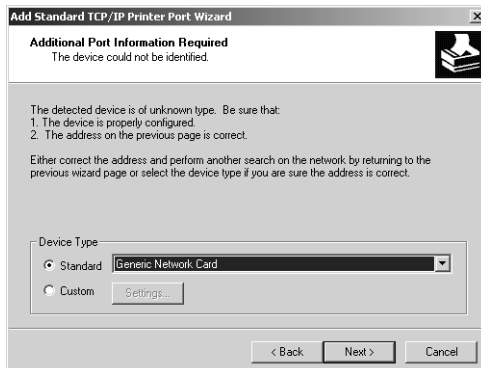 Add Standard TCP/IP Printer Port Wizard
Additional Port Information Required
The device could not be identified.
The detected device is of unknown type. Be sure that:
1. The device is properly configured.
2. The address on the previous page is correct.
Either correct the address and perform another search on the network by returning to the
previous wizard page or select the device type if you are sure the address is correct.
Device Type
Standard Generic Network Card
Custom Settings...
< Back Next > Cancel